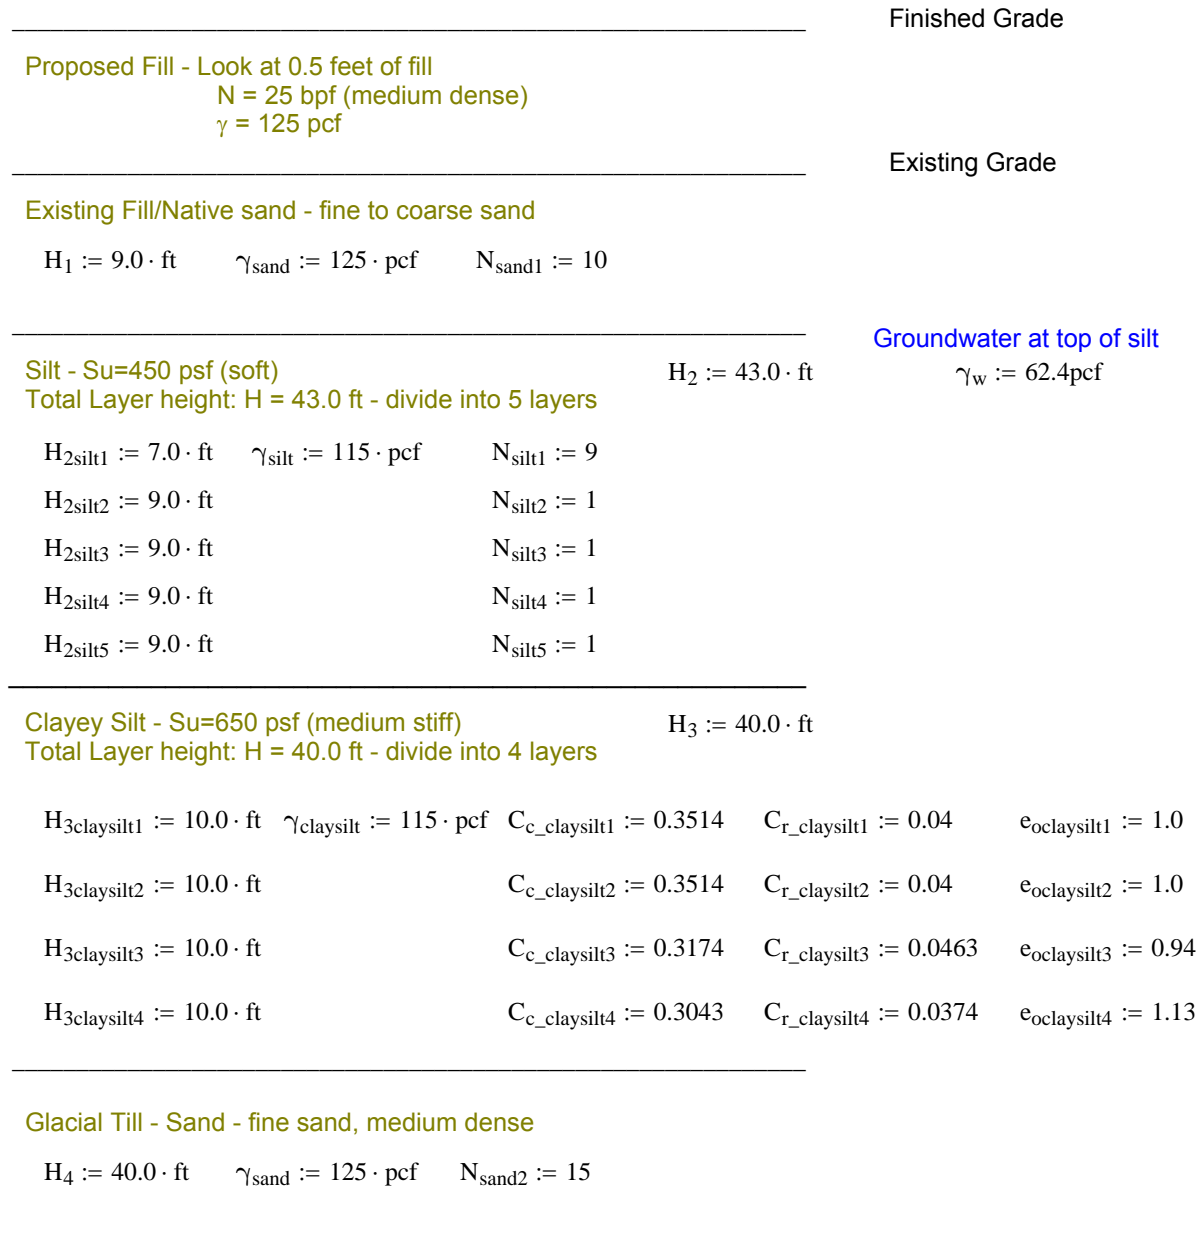 Finished Grade
Proposed Fill - Look at 0.5 feet of fill
N = 25 bpf (medium dense)
γ = 125 pcf
Existing Grade
Existing Fill/Native sand - fine to coarse sand
H1 := 9.0 · ft γsand := 125 · pcf Nsand1 := 10
Groundwater at top of silt
Silt - Su=450 psf (soft) H2 := 43.0 · ft γw := 62.4pcf
Total Layer height: H = 43.0 ft - divide into 5 layers
H2silt1 := 7.0 · ft γsilt := 115 · pcf Nsilt1 := 9
H2silt2 := 9.0 · ft Nsilt2 := 1
H2silt3 := 9.0 · ft Nsilt3 := 1
H2silt4 := 9.0 · ft Nsilt4 := 1
H2silt5 := 9.0 · ft Nsilt5 := 1
Clayey Silt - Su=650 psf (medium stiff) H3 := 40.0 · ft
Total Layer height: H = 40.0 ft - divide into 4 layers
H3claysilt1 := 10.0 · ft γclaysilt := 115 · pcf Cc_claysilt1 := 0.3514 Cr_claysilt1 := 0.04 eoclaysilt1 := 1.0
H3claysilt2 := 10.0 · ft Cc_claysilt2 := 0.3514 Cr_claysilt2 := 0.04 eoclaysilt2 := 1.0
H3claysilt3 := 10.0 · ft Cc_claysilt3 := 0.3174 Cr_claysilt3 := 0.0463 eoclaysilt3 := 0.94
H3claysilt4 := 10.0 · ft Cc_claysilt4 := 0.3043 Cr_claysilt4 := 0.0374 eoclaysilt4 := 1.13
Glacial Till - Sand - fine sand, medium dense
H4 := 40.0 · ft γsand := 125 · pcf Nsand2 := 15